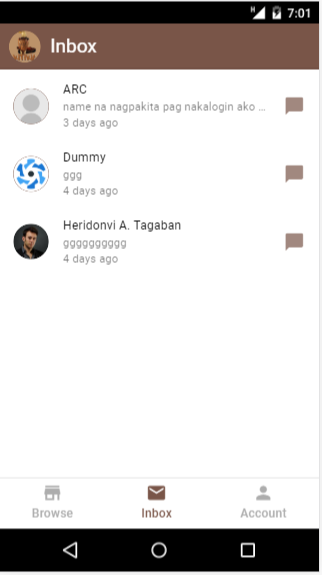 H 7:01
Inbox
ARC
name na nagpakita pag nakalogin ako ...
3 days ago
Dummy
ggg
4 days ago
Heridonvi A. Tagaban
gggggggggg
4 days ago
Browse Inbox Account